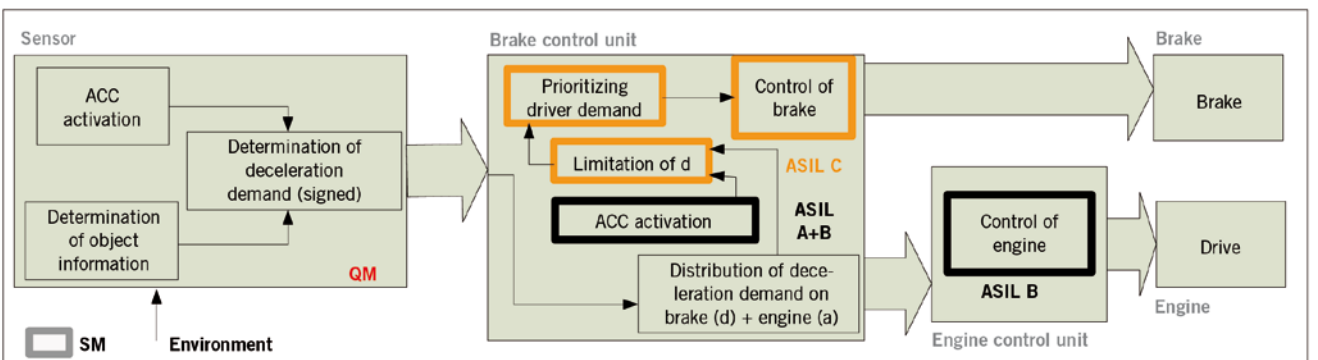 Sensor
ACC
activation
Determination of
deceleration
demand (signed)
Determination
of object
information
QM
SM
Environment
Brake control unit
Prioritizing
driver demand
Control of
brake
Limitation of d
ASIL C
ACC activation
ASIL
A+B
Distribution of dece-
leration demand on
brake (d) + engine (a)
Brake
Brake
Control of
engine
ASIL B
Engine control unit
Drive
Engine